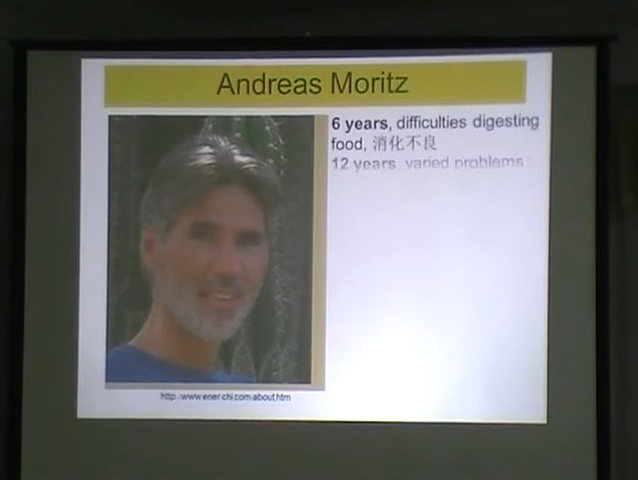 Andreas Moritz
6 years, difficulties digesting
food, 消化不良
12 years varied problems :
http://www.ener-chi.com/about.htm